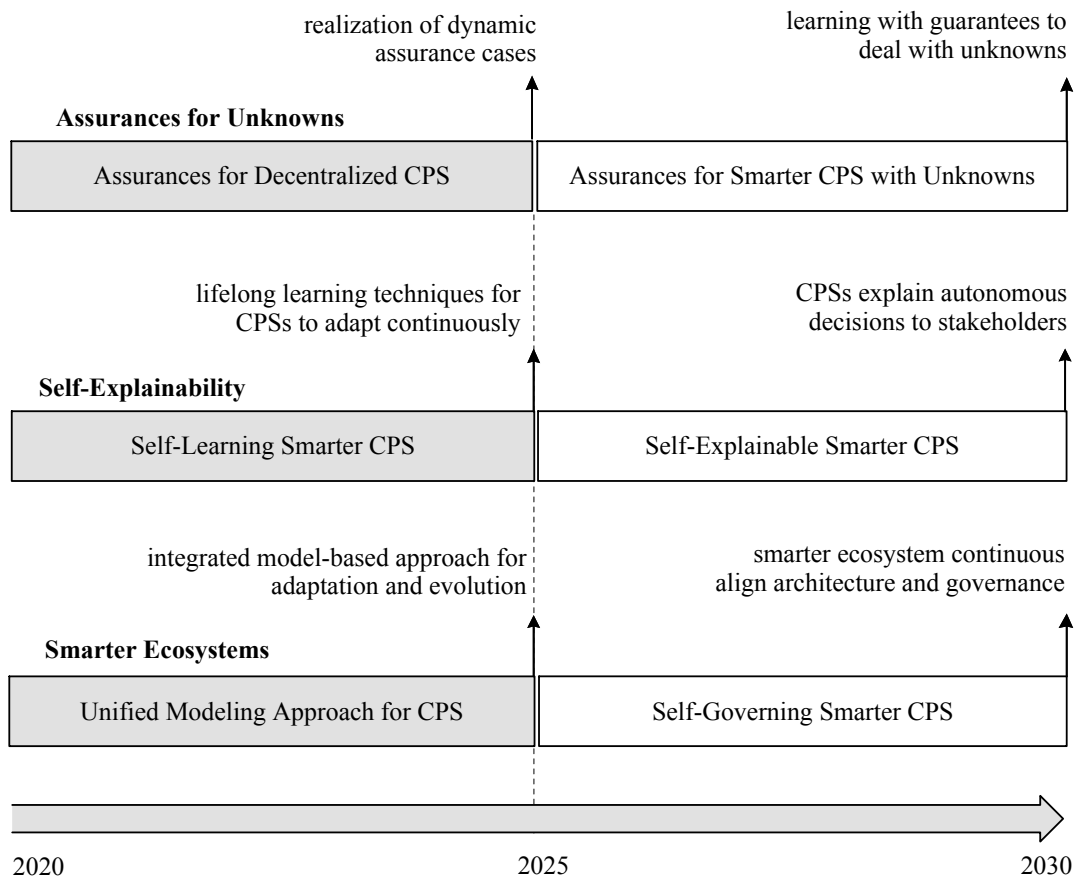 realization of dynamic
assurance cases
learning with guarantees to
deal with unknowns
Assurances for Unknowns
Assurances for Decentralized CPS
Assurances for Smarter CPS with Unknowns
lifelong learning techniques for
CPSs to adapt continuously
CPSs explain autonomous
decisions to stakeholders
Self-Explainability
Self-Learning Smarter CPS
Self-Explainable Smarter CPS
integrated model-based approach for
adaptation and evolution
smarter ecosystem continuous
align architecture and governance
Smarter Ecosystems
Unified Modeling Approach for CPS
Self-Governing Smarter CPS
2020
2025
2030